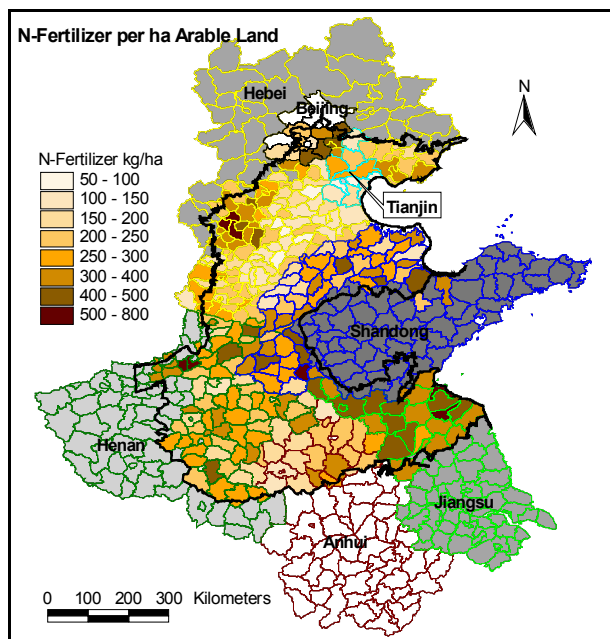 N-Fertilizer per ha Arable Land
N
Hebei
Beijing
N-Fertilizer kg/ha
50 - 100
100 - 150
150 - 200
200 - 250
250 - 300
300 - 400
400 - 500
500 - 800
Tianjin
Shandong
Henan
Jiangsu
Anhui
0 100 200 300 Kilometers